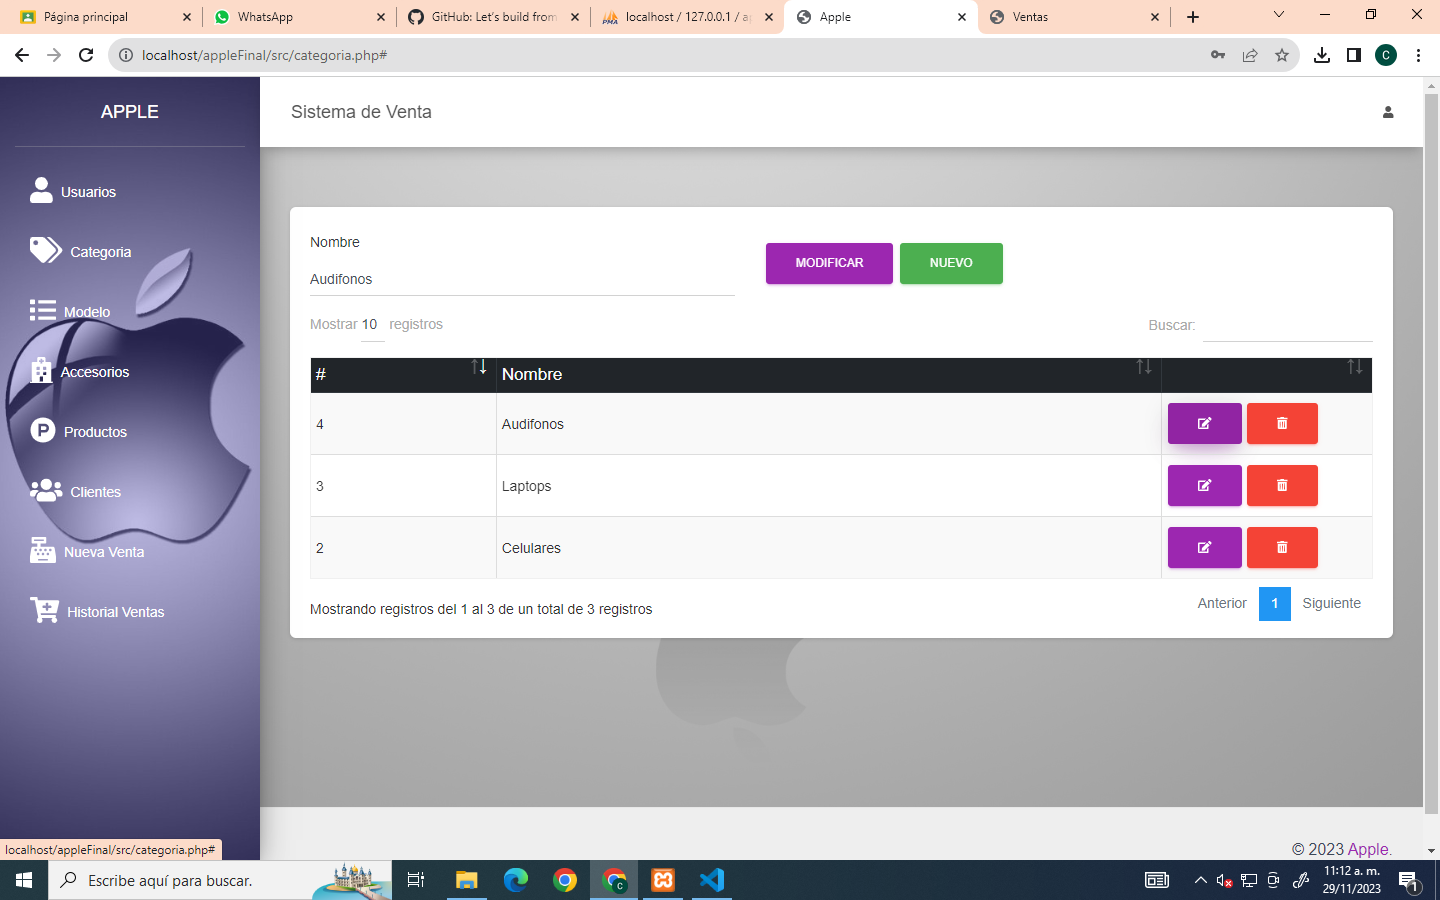 Página principal
WhatsApp
GitHub: Let's build from
localhost / 127.0.0.1 / ap
Apple
Ventas
localhost/appleFinal/src/categoria.php#
C
APPLE
Sistema de Venta
Usuarios
Categoria
Modelo
Accesorios
Productos
Clientes
Nueva Venta
Historial Ventas
Nombre
Audifonos
MODIFICAR
NUEVO
Mostrar 10 registros
Buscar:
# Nombre
4 Audifonos
3 Laptops
2 Celulares
Mostrando registros del 1 al 3 de un total de 3 registros
Anterior 1 Siguiente
© 2023 Apple.
localhost/appleFinal/src/categoria.php#
Escribe aquí para buscar.
11:12 a. m.
29/11/2023
1